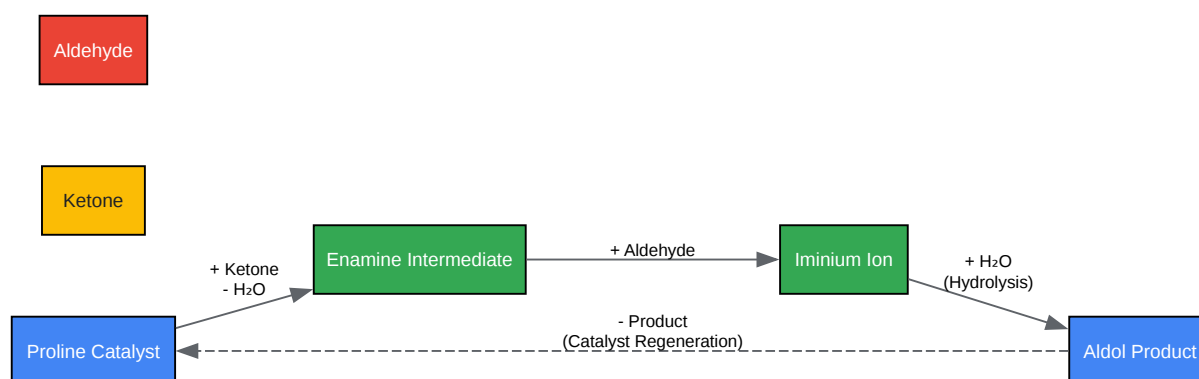 Aldehyde
Ketone
Enamine Intermediate
+ Aldehyde
Iminium Ion
+ Ketone
- H₂O
+ H₂O
(Hydrolysis)
Proline Catalyst
- Product
(Catalyst Regeneration)
Aldol Product